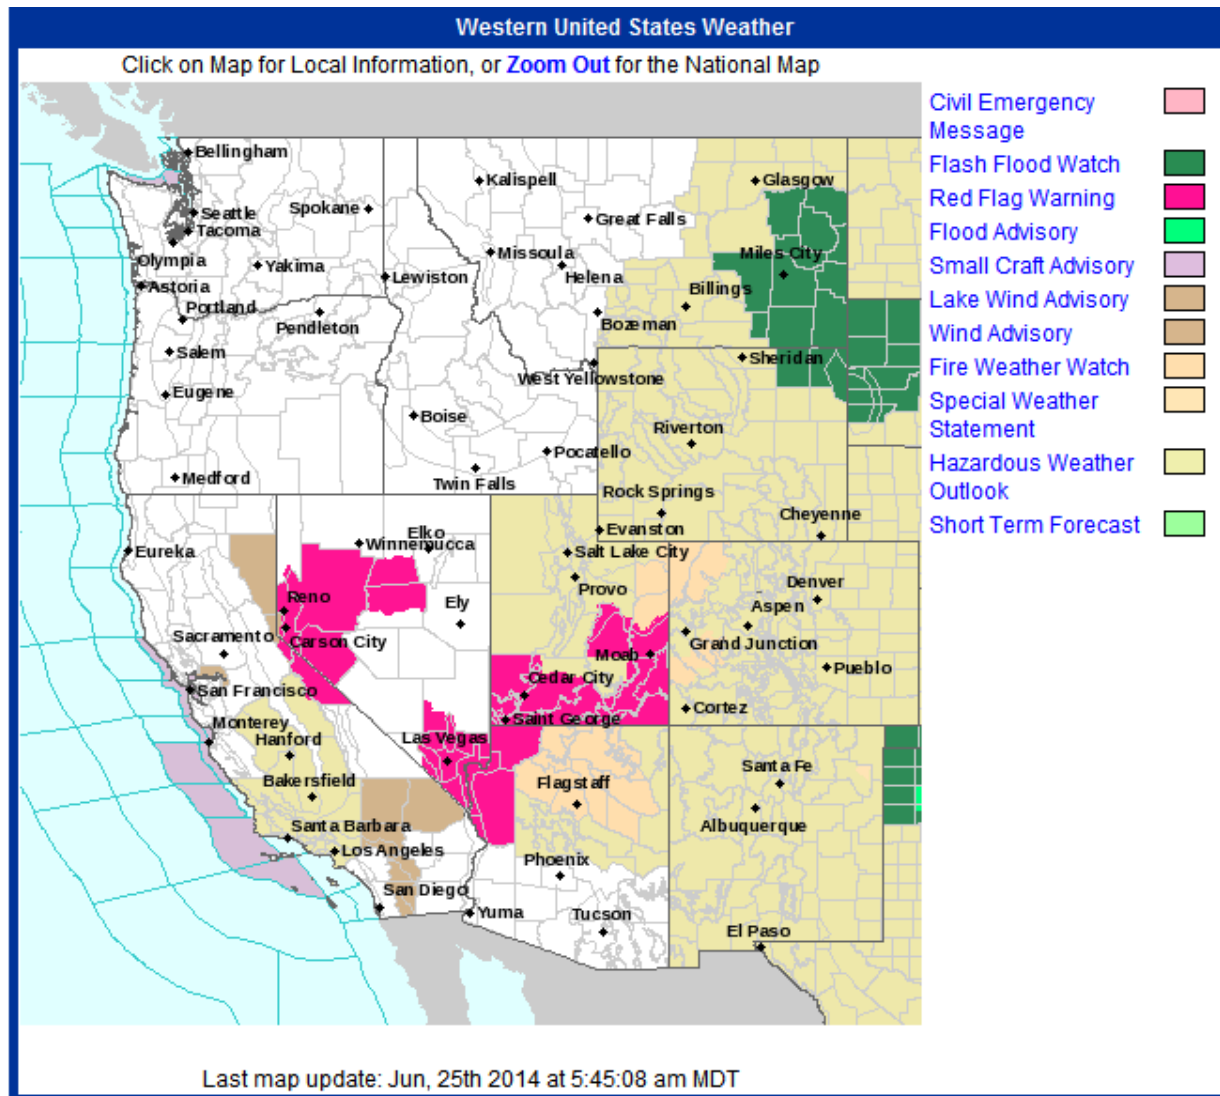 Western United States Weather
Click on Map for Local Information, or Zoom Out for the National Map
Civil Emergency
Message
Flash Flood Watch
Red Flag Warning
Flood Advisory
Small Craft Advisory
Lake Wind Advisory
Wind Advisory
Fire Weather Watch
Special Weather
Statement
Hazardous Weather
Outlook
Short Term Forecast
Bellingham
Kalispell
Glasgow
Spokane
Seattle
Great Falls
Tacoma
Miles City
Olympia
Yakima
Missoula
Lewiston
Helena
Astoria
Billings
Portland
Pendleton
Bozeman
Salem
Sheridan
West Yellowstone
Eugene
Boise
Riverton
Pocatello
Medford
Twin Falls
Rock Springs
Cheyenne
Evanston
Elko
Winnemucca
Eureka
Salt Lake City
Provo
Denver
Reno
Ely
Aspen
Sacramento
Carson City
Grand Junction
Moab
Pueblo
Cedar City
San Francisco
Cortez
Saint George
Monterey
Hanford
Las Vegas
Santa Fe
Bakersfield
Flagstaff
Santa Barbara
Albuquerque
Los Angeles
Phoenix
San Diego
Yuma
Tucson
El Paso
Last map update: Jun, 25th 2014 at 5:45:08 am MDT